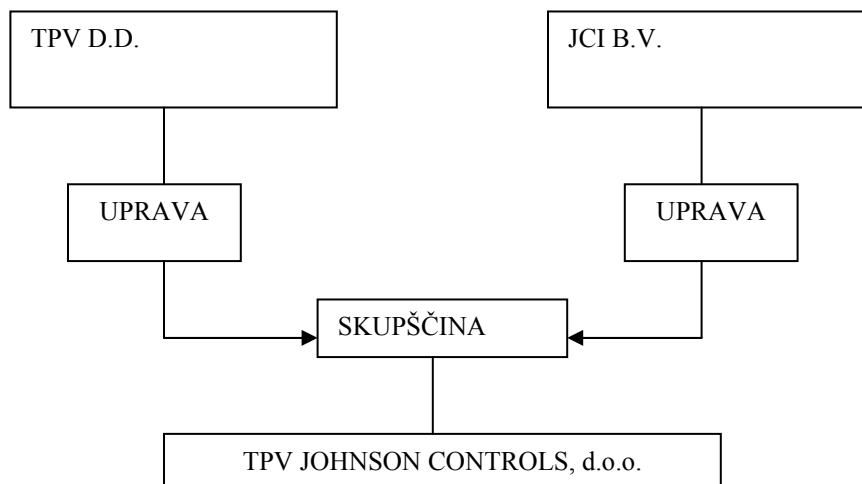 TPV D.D.
JCI B.V.
UPRAVA
UPRAVA
SKUPŠČINA
TPV JOHNSON CONTROLS, d.o.o.